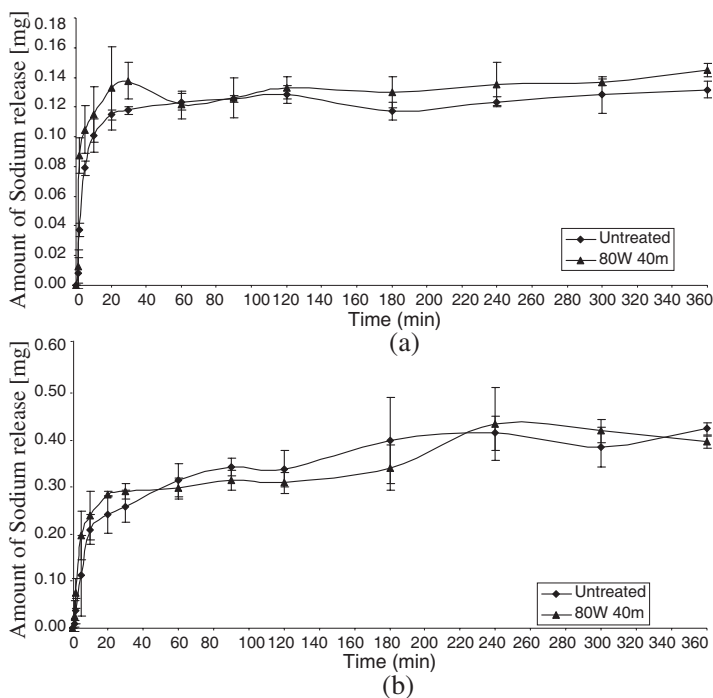 Amount of Sodium release [mg]
0.18
0.16
0.14
0.12
0.10
0.08
0.06
0.04
0.02
0.00
Untreated
80W 40m
0 20 40 60 80 100 120 140 160 180 200 220 240 260 280 300 320 340 360
Time (min)
(a)
Amount of Sodium release [mg]
0.60
0.50
0.40
0.30
0.20
0.10
0.00
Untreated
80W 40m
0 20 40 60 80 100 120 140 160 180 200 220 240 260 280 300 320 340 360
Time (min)
(b)